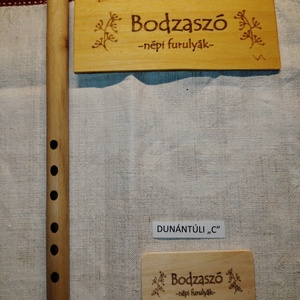 Bodzaszó
-népi furulyák-
DUNÁNTÚLI „C”
Bodzaszó
-népi furulyák-